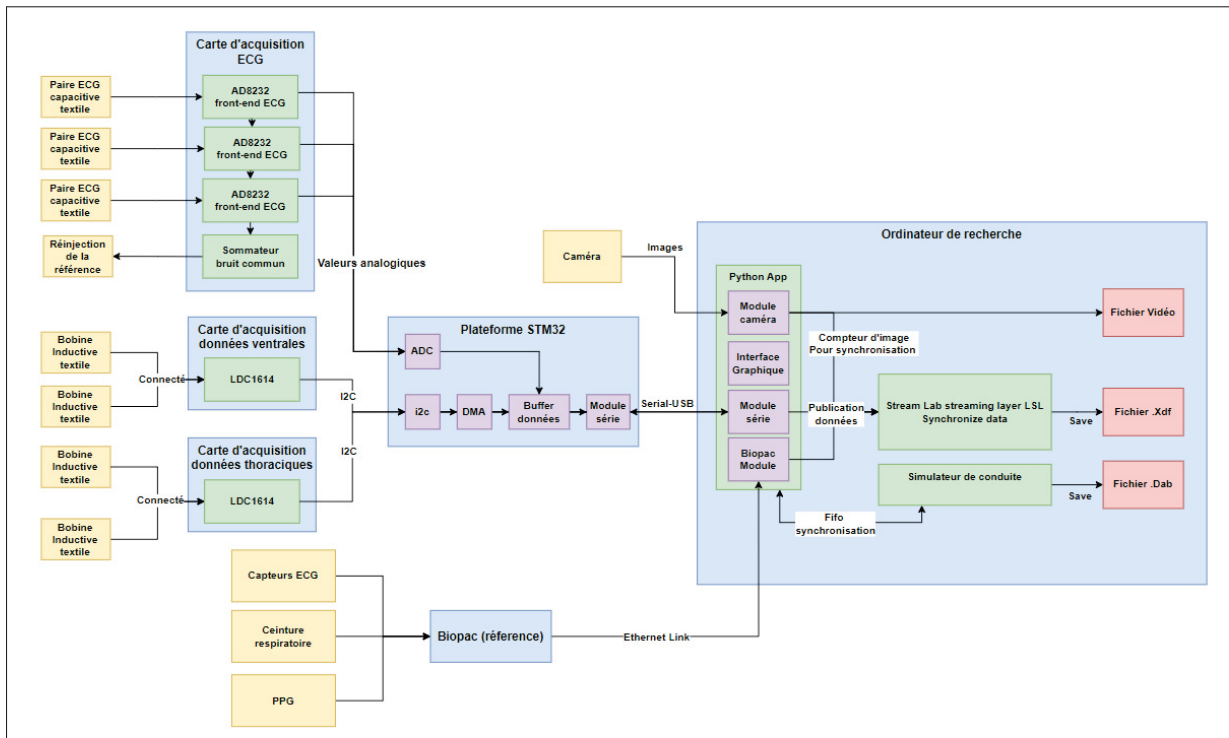 Carte d'acquisition
ECG
Paire ECG
capacitive
textile
AD8232
front-end ECG
Paire ECG
capacitive
textile
AD8232
front-end ECG
Paire ECG
capacitive
textile
AD8232
front-end ECG
Réinjection
de la
référence
Sommateur
bruit commun
Valeurs analogiques
Carte d'acquisition
données ventrales
Bobine
Inductive
textile
Bobine
Inductive
textile
Connecté
LDC1614
I2C
Carte d'acquisition
données thoraciques
Bobine
Inductive
textile
Bobine
Inductive
textile
Connecté
LDC1614
I2C
Plateforme STM32
ADC
i2c
DMA
Buffer
données
Module
série
Serial-USB
Capteurs ECG
Ceinture
respiratoire
PPG
Biopac (réference)
Ethernet Link
Caméra
Images
Ordinateur de recherche
Python App
Module
caméra
Interface
Graphique
Module
série
Biopac
Module
Compteur d'image
Pour synchronisation
Publication
données
Stream Lab streaming layer LSL
Synchronize data
Simulateur de conduite
Fifo
synchronisation
Save
Save
Fichier Vidéo
Fichier .Xdf
Fichier .Dab